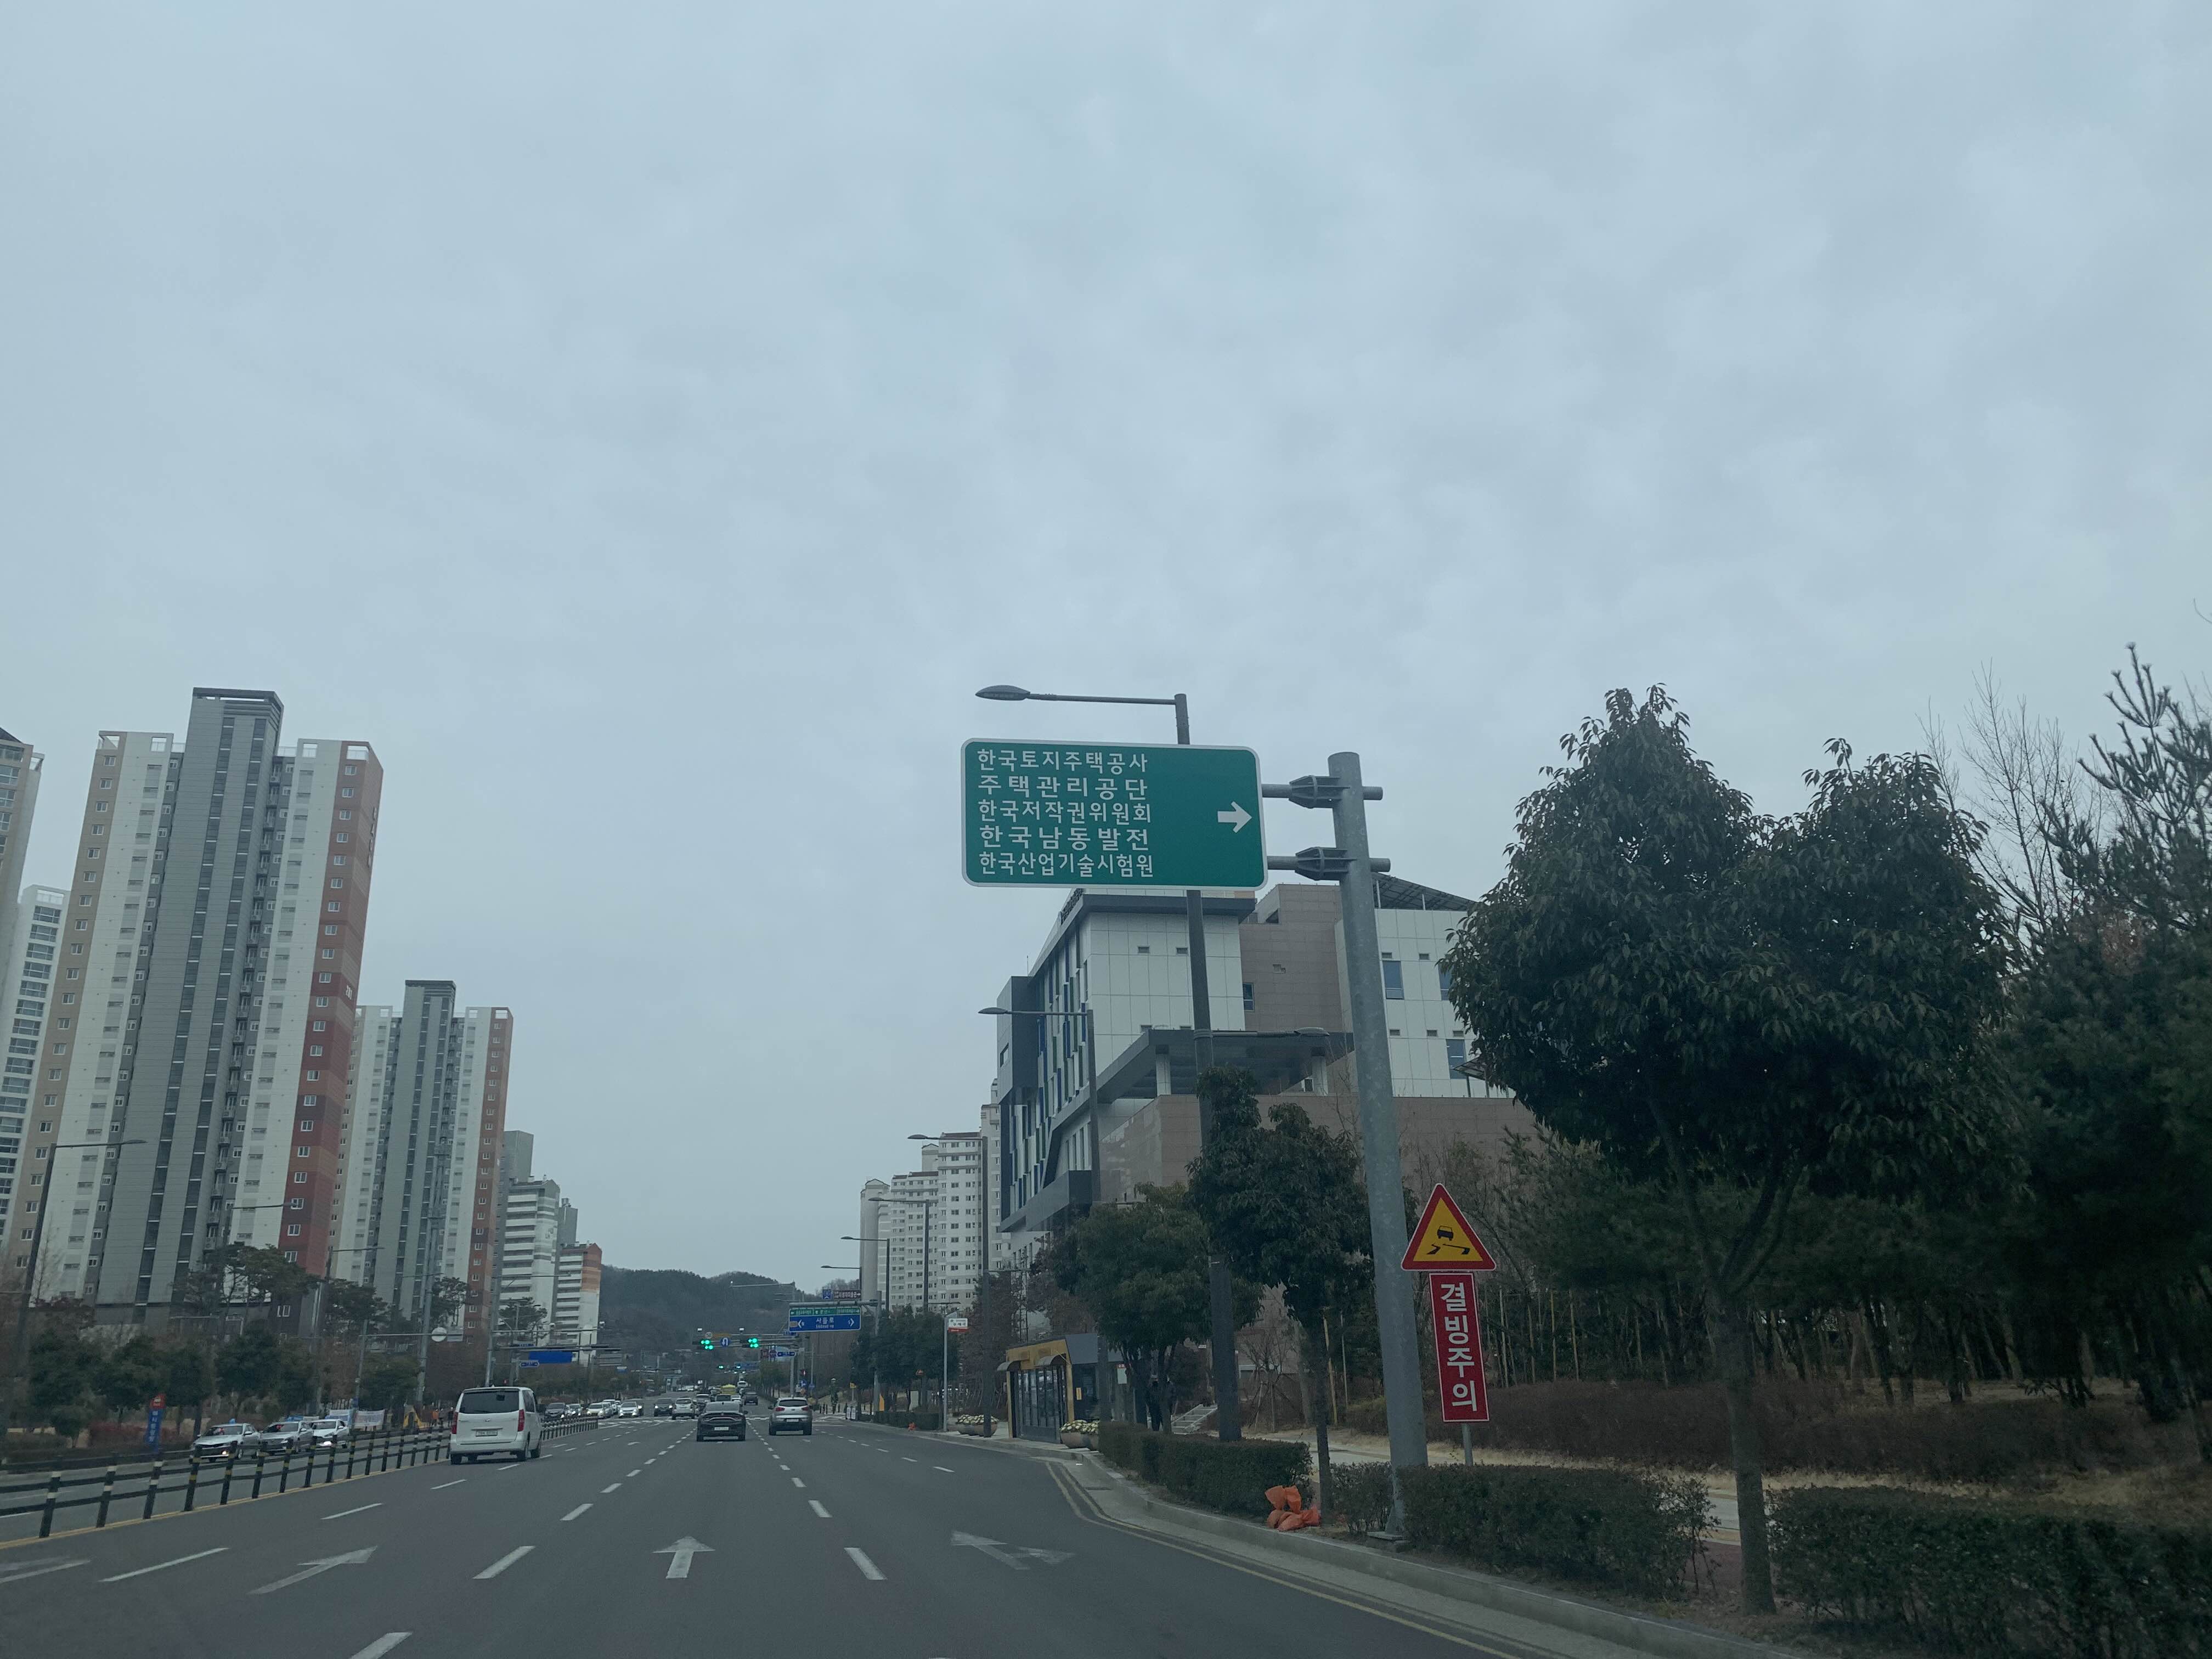 한국토지주택공사
주택관리공단
한국저작권위원회
한국남동발전
한국산업기술시험원
결빙주의